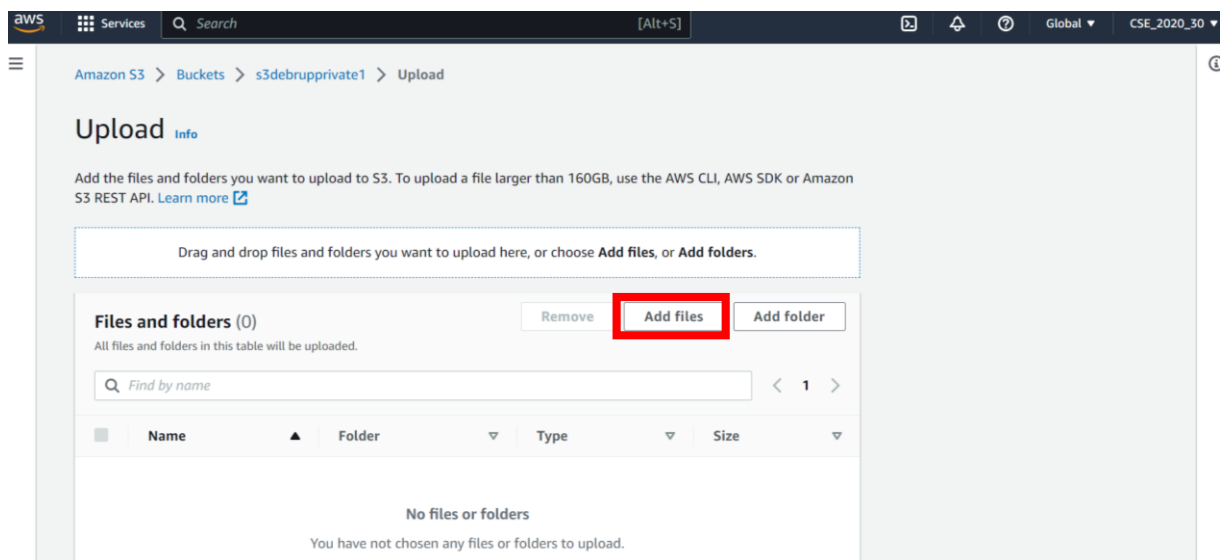 aws Services Search [Alt+S] Global CSE_2020_30
Amazon S3 > Buckets > s3debrupprivate1 > Upload
Upload Info
Add the files and folders you want to upload to S3. To upload a file larger than 160GB, use the AWS CLI, AWS SDK or Amazon
S3 REST API. Learn more
Drag and drop files and folders you want to upload here, or choose Add files, or Add folders.
Files and folders (0) Remove Add files Add folder
All files and folders in this table will be uploaded.
Find by name < 1 >
Name Folder Type Size
No files or folders
You have not chosen any files or folders to upload.